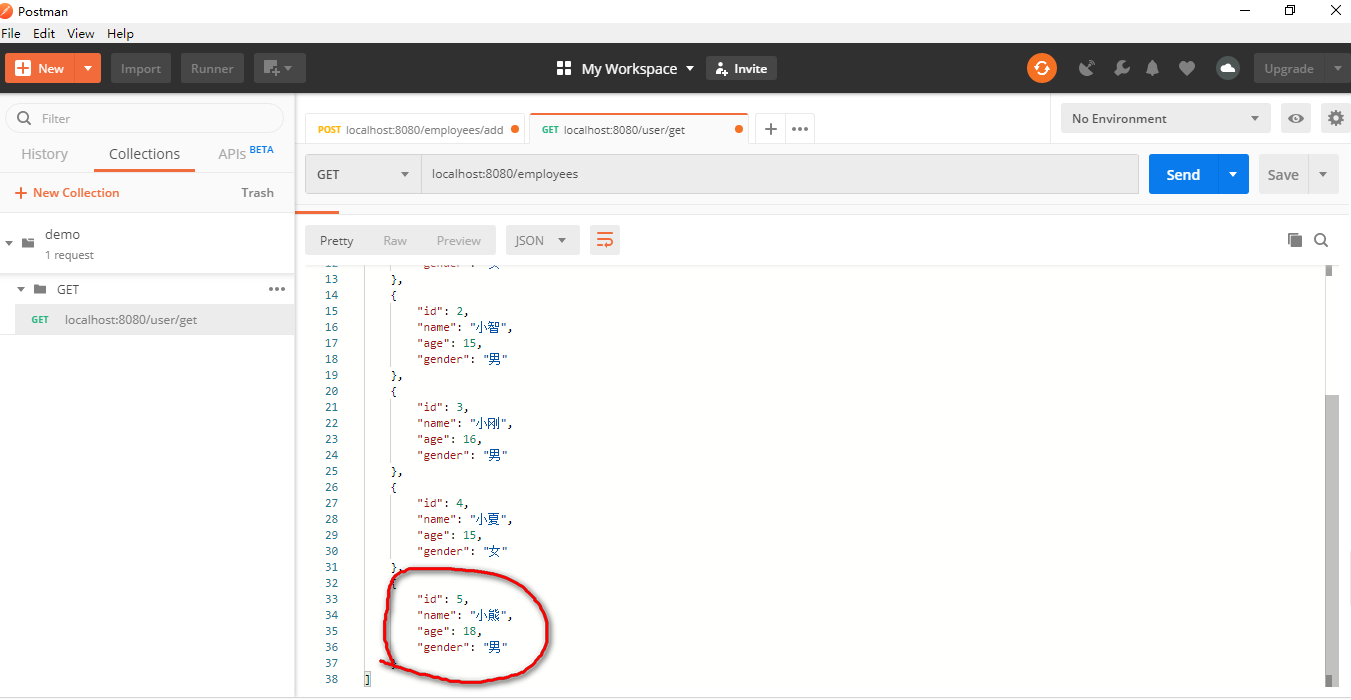 Postman
File Edit View Help
New Import Runner My Workspace Invite Upgrade
Filter
History Collections APIs BETA
New Collection Trash
demo
1 request
GET
GET localhost:8080/user/get
POST localhost:8080/employees/add GET localhost:8080/user/get No Environment
GET localhost:8080/employees Send Save
Pretty Raw Preview JSON
13 },
14 {
15 "id": 2,
16 "name": "小智",
17 "age": 15,
18 "gender": "男"
19 },
20 {
21 "id": 3,
22 "name": "小刚",
23 "age": 16,
24 "gender": "男"
25 },
26 {
27 "id": 4,
28 "name": "小夏",
29 "age": 15,
30 "gender": "女"
31 },
32 {
33 "id": 5,
34 "name": "小熊",
35 "age": 18,
36 "gender": "男"
37 }
38 ]